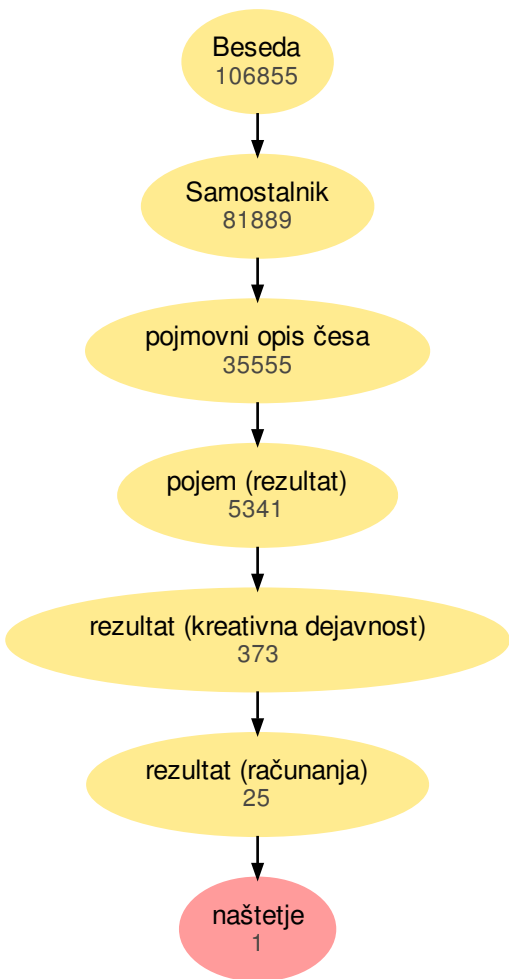 Beseda
106855
Samostalnik
81889
pojmovni opis česa
35555
pojem (rezultat)
5341
rezultat (kreativna dejavnost)
373
rezultat (računanja)
25
naštetje
1